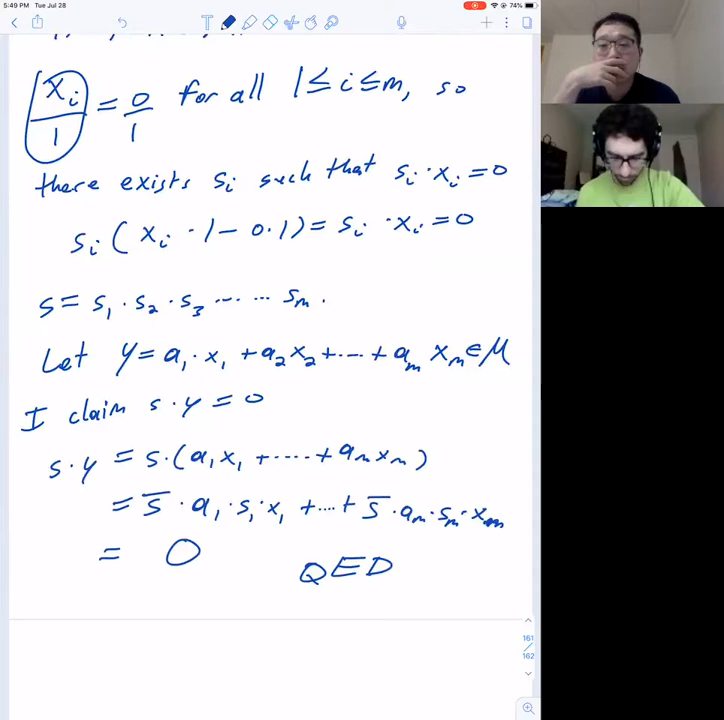 5:49 PM Tue Jul 28
74%
x_i/1 = 0/1 for all 1 ≤ i ≤ m, so
there exists s_i such that s_i · x_i = 0
s_i ( x_i · 1 − 0 · 1) = s_i · x_i = 0
s = s_1 · s_2 · s_3 ····· s_m .
Let y = a_1 · x_1 + a_2 x_2 + ··· + a_m x_m ∈ M
I claim s · y = 0
s · y = s · (a_1 x_1 + ···· + a_m x_m)
= s̅ · a_1 · s_1 · x_1 + ··· + s̅ · a_m · s_m · x_m
= 0 QED
161
/
162